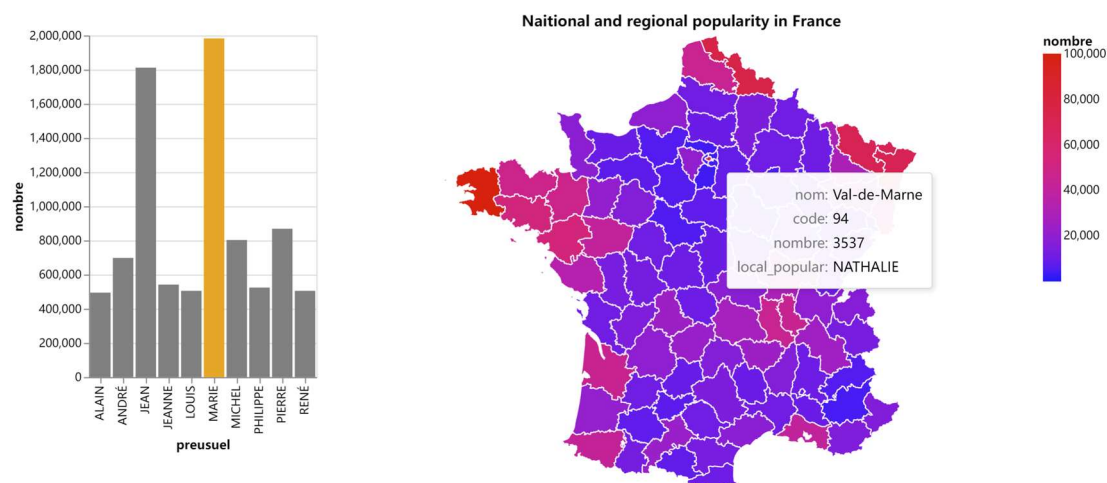 Naitional and regional popularity in France
nombre
2,000,000
1,800,000
1,600,000
1,400,000
1,200,000
1,000,000
800,000
600,000
400,000
200,000
0
ALAIN
ANDRÉ
JEAN
JEANNE
LOUIS
MARIE
MICHEL
PHILIPPE
PIERRE
RENÉ
preusuel
nom: Val-de-Marne
code: 94
nombre: 3537
local_popular: NATHALIE
nombre
100,000
80,000
60,000
40,000
20,000